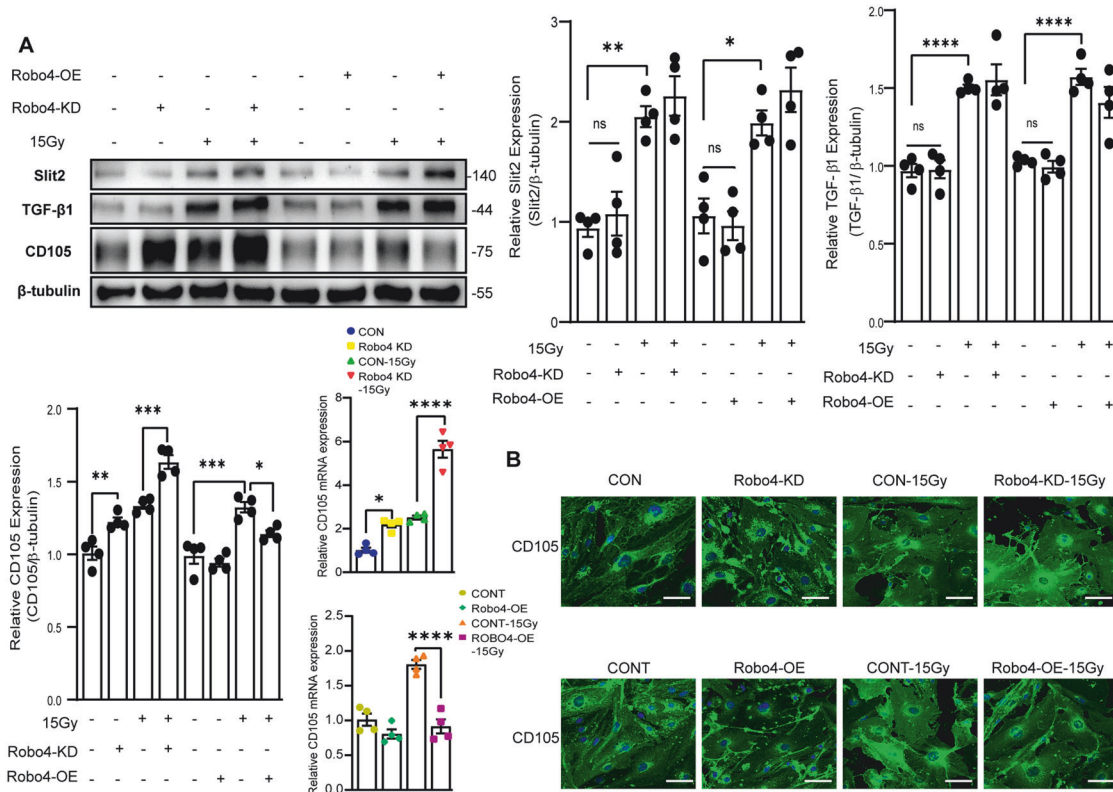 A
Robo4-OE - - - - - + - +
Robo4-KD - + - + - - - -
15Gy - - + + - - + +
Slit2 -140
TGF-β1 -44
CD105 -75
β-tubulin -55
Relative Slit2 Expression
(Slit2/β-tubulin)
3
2
1
0
** *
ns ns
15Gy - - + + - - + +
Robo4-KD - + - + - - - -
Robo4-OE - - - - - + - +
Relative TGF-β1 Expression
(TGF-β1/ β-tubulin)
2.0
1.5
1.0
0.5
0.0
**** ****
ns ns
15Gy - - + + - - + +
Robo4-KD - + - + - - - -
Robo4-OE - - - - - + - +
Relative CD105 Expression
(CD105/β-tubulin)
2.0
1.5
1.0
0.5
0.0
** *** *** *
15Gy - - + + - - + +
Robo4-KD - + - + - - - -
Robo4-OE - - - - - + - +
CON
Robo4 KD
CON-15Gy
Robo4 KD
-15Gy
Relative CD105 mRNA expression
8
6
4
2
0
* ****
CONT
Robo4-OE
CONT-15Gy
ROBO4-OE
-15Gy
Relative CD105 mRNA expression
2.5
2.0
1.5
1.0
0.5
0.0
****
B
CON Robo4-KD CON-15Gy Robo4-KD-15Gy
CD105
CONT Robo4-OE CONT-15Gy Robo4-OE-15Gy
CD105